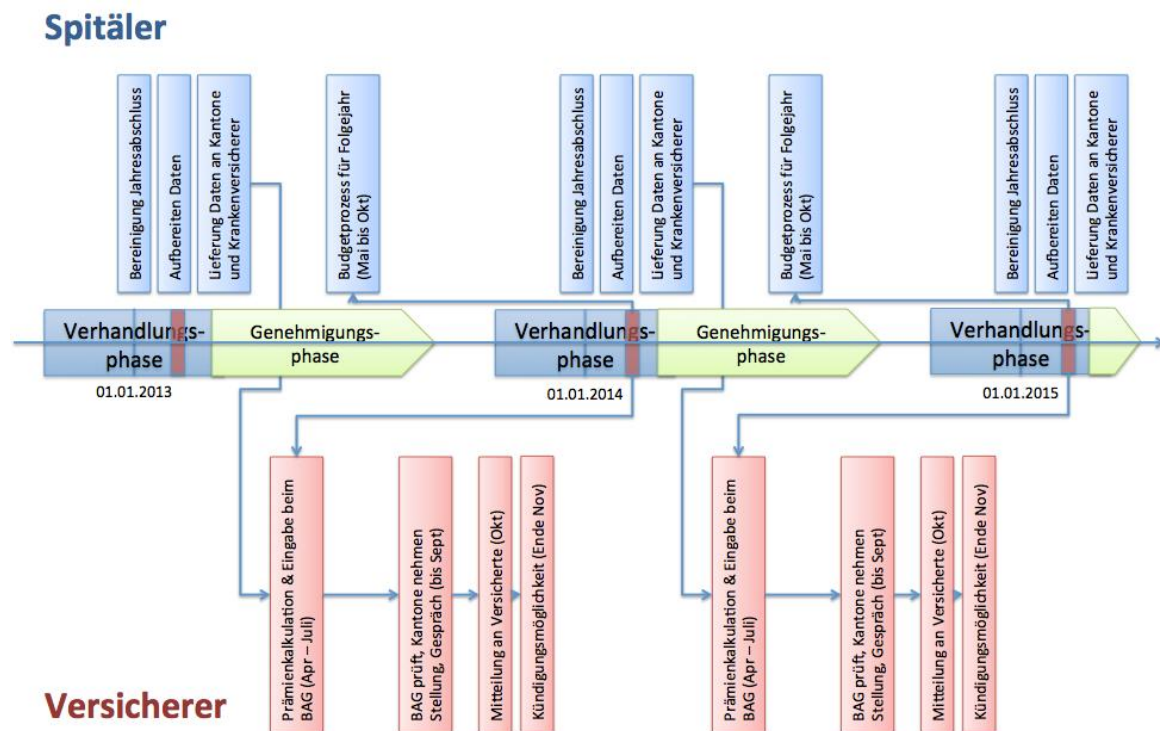 Spitäler
Bereinigung Jahresabschluss
Aufbereiten Daten
Lieferung Daten an Kantone
und Krankenversicherer
Budgetprozess für Folgejahr
(Mai bis Okt)
Bereinigung Jahresabschluss
Aufbereiten Daten
Lieferung Daten an Kantone
und Krankenversicherer
Budgetprozess für Folgejahr
(Mai bis Okt)
Bereinigung Jahresabschluss
Aufbereiten Daten
Lieferung Daten an Kantone
und Krankenversicherer
Verhandlungs-
phase
Genehmigungs-
phase
Verhandlungs-
phase
Genehmigungs-
phase
Verhandlungs-
phase
01.01.2013
01.01.2014
01.01.2015
Prämienkalkulation & Eingabe beim
BAG (Apr – Juli)
BAG prüft, Kantone nehmen
Stellung, Gespräch (bis Sept)
Mitteilung an Versicherte (Okt)
Kündigungsmöglichkeit (Ende Nov)
Prämienkalkulation & Eingabe beim
BAG (Apr – Juli)
BAG prüft, Kantone nehmen
Stellung, Gespräch (bis Sept)
Mitteilung an Versicherte (Okt)
Kündigungsmöglichkeit (Ende Nov)
Versicherer